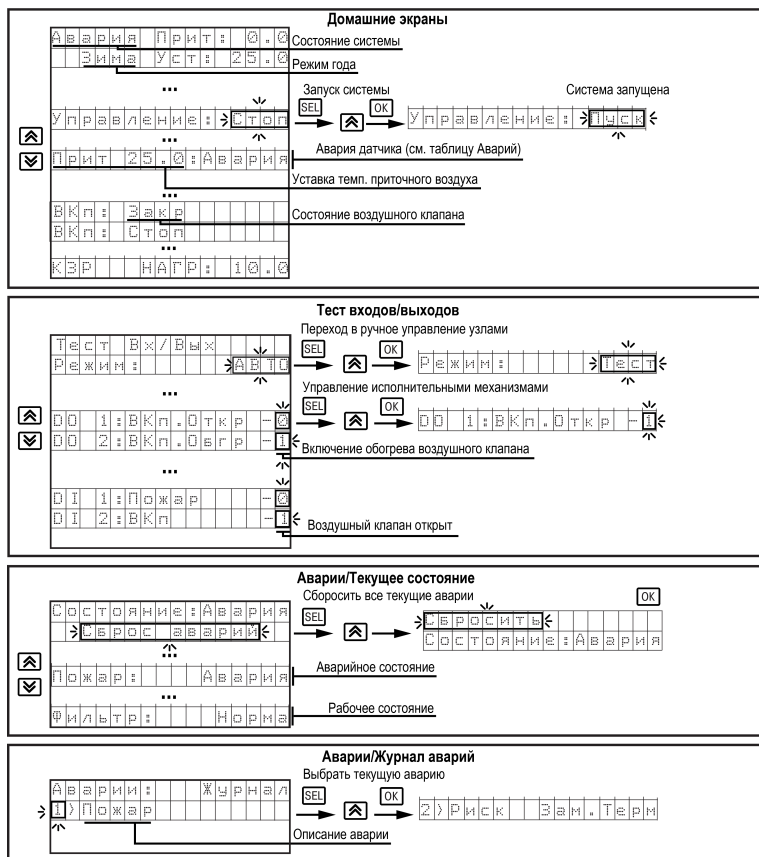 Домашние экраны
Авария Прит: 0.0
Состояние системы
Зима Уст: 25.0
Режим года
...
Запуск системы
Система запущена
Управление: Стоп
SEL
OK
Управление: Пуск
Прит 25.0:Авария
Авария датчика (см. таблицу Аварий)
Уставка темп. приточного воздуха
...
ВКп: Закр
Состояние воздушного клапана
ВКп: Стоп
...
КЗР НАГР: 10.0
Тест входов/выходов
Переход в ручное управление узлами
Тест Вх/Вых
Режим: АВТО
SEL
OK
Режим: Тест
...
Управление исполнительными механизмами
SEL
OK
DO 1:ВКп.Откр -0
DO 1:ВКп.Откр -1
DO 2:ВКп.Обгр -1
Включение обогрева воздушного клапана
...
DI 1:Пожар -0
DI 2:ВКп -1
Воздушный клапан открыт
Аварии/Текущее состояние
Сбросить все текущие аварии
OK
Состояние:Авария
SEL
Сбросить
Сброс аварий
Состояние:Авария
...
Аварийное состояние
Пожар: Авария
...
Рабочее состояние
Фильтр: Норма
Аварии/Журнал аварий
Выбрать текущую аварию
Аварии: Журнал
SEL
OK
1)Пожар
2)Риск Зам.Терм
Описание аварии